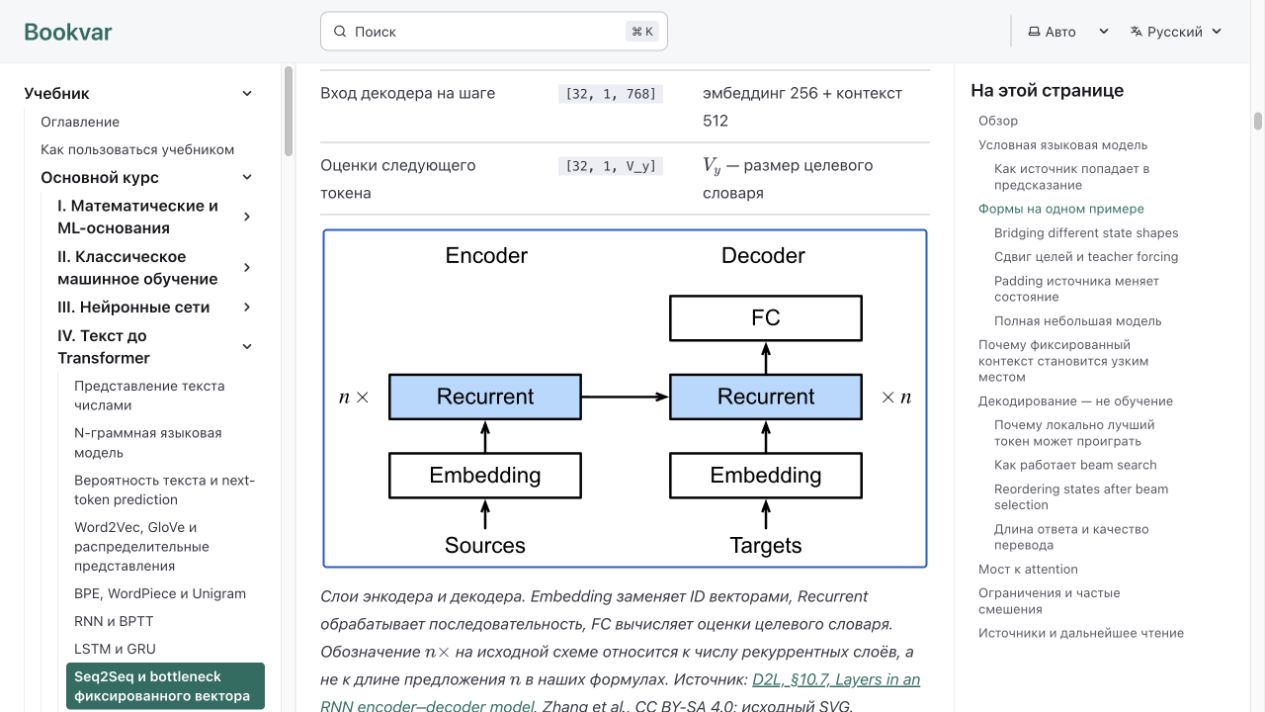 Bookvar
Поиск
⌘ K
Авто
Русский
Учебник
Оглавление
Как пользоваться учебником
Основной курс
I. Математические и
ML-основания
II. Классическое
машинное обучение
III. Нейронные сети
IV. Текст до
Transformer
Представление текста
числами
N-граммная языковая
модель
Вероятность текста и next-
token prediction
Word2Vec, GloVe и
распределительные
представления
BPE, WordPiece и Unigram
RNN и BPTT
LSTM и GRU
Seq2Seq и bottleneck
фиксированного вектора
Вход декодера на шаге [32, 1, 768] эмбеддинг 256 + контекст
512
Оценки следующего [32, 1, V_y] V_y — размер целевого
токена словаря
Encoder Decoder
FC
n × Recurrent Recurrent × n
Embedding Embedding
Sources Targets
Слои энкодера и декодера. Embedding заменяет ID векторами, Recurrent
обрабатывает последовательность, FC вычисляет оценки целевого словаря.
Обозначение n× на исходной схеме относится к числу рекуррентных слоёв, а
не к длине предложения n в наших формулах. Источник: D2L, §10.7, Layers in an
RNN encoder–decoder model, Zhang et al., CC BY-SA 4.0; исходный SVG.
На этой странице
Обзор
Условная языковая модель
Как источник попадает в
предсказание
Формы на одном примере
Bridging different state shapes
Сдвиг целей и teacher forcing
Padding источника меняет
состояние
Полная небольшая модель
Почему фиксированный
контекст становится узким
местом
Декодирование — не обучение
Почему локально лучший
токен может проиграть
Как работает beam search
Reordering states after beam
selection
Длина ответа и качество
перевода
Мост к attention
Ограничения и частые
смешения
Источники и дальнейшее чтение